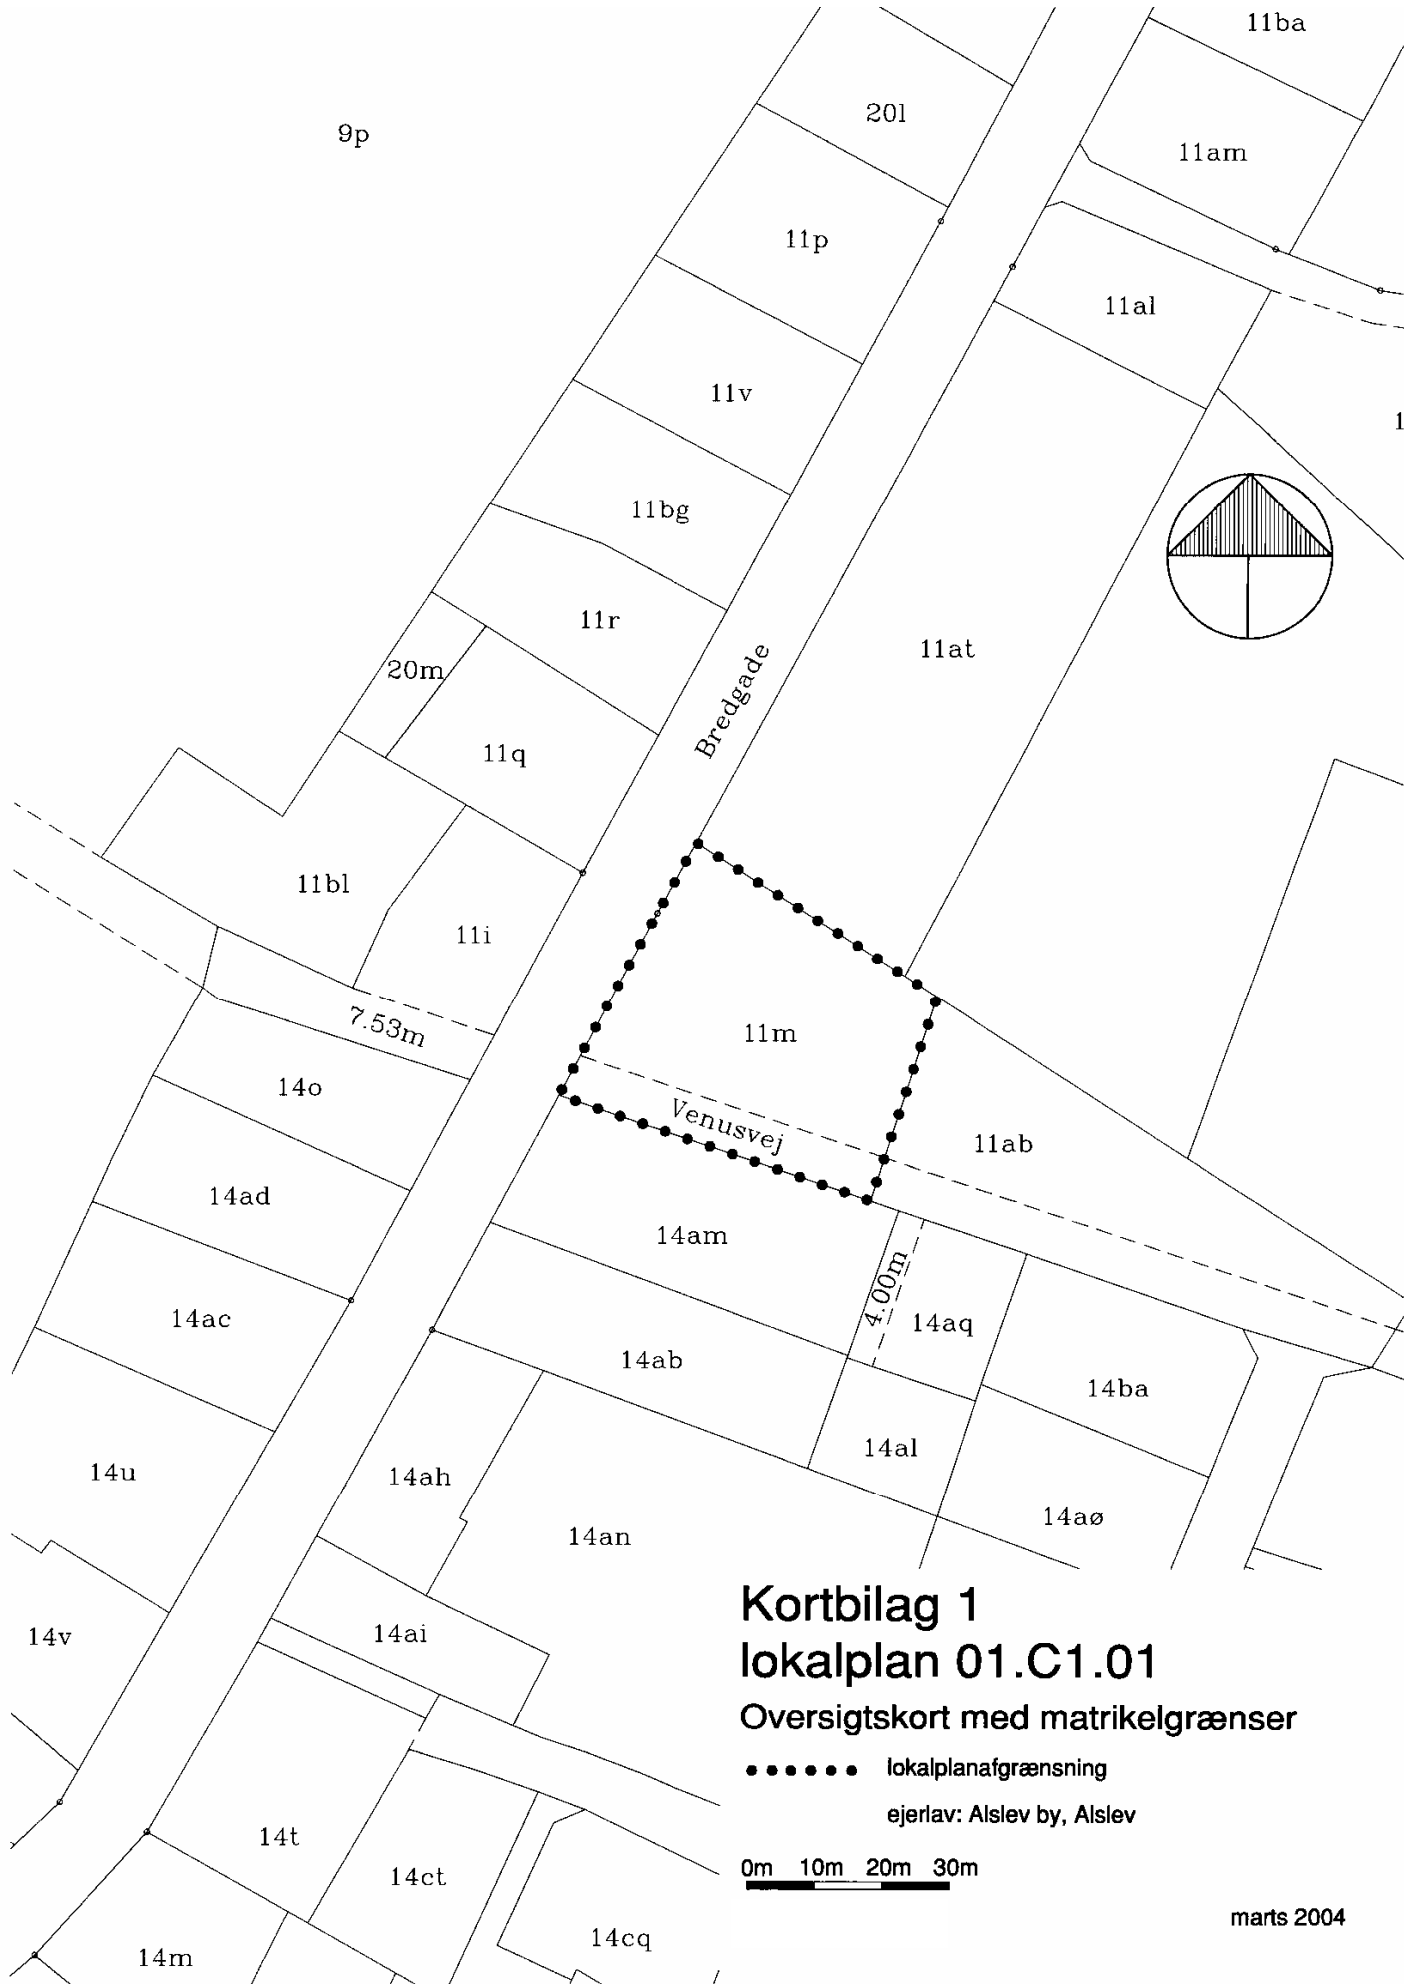 11ba
20l
9p
11am
11p
11al
11v
1
11bg
11r
11at
20m
Bredgade
11q
11bl
11i
7.53m
11m
14o
Venusvej
11ab
14ad
14am
4.00m
14ac
14aq
14ab
14ba
14al
14u
14ah
14aø
14an
14v
14ai
Kortbilag 1
lokalplan 01.C1.01
Oversigtskort med matrikelgrænser
lokalplanafgrænsning
ejerlav: Alslev by, Alslev
14t
0m 10m 20m 30m
14ct
marts 2004
14cq
14m